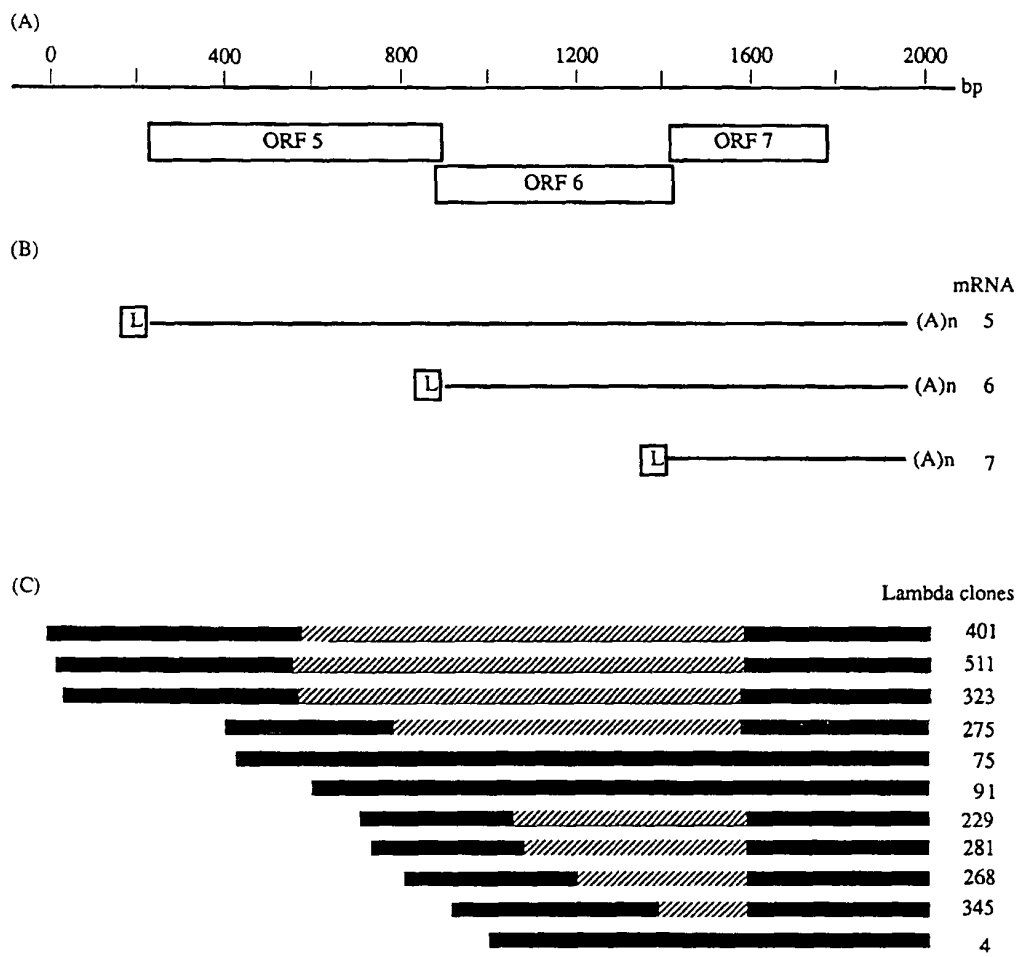 (A)
0 400 800 1200 1600 2000
bp
ORF 5 ORF 7
ORF 6
(B)
mRNA
L (A)n 5
L (A)n 6
L (A)n 7
(C)
Lambda clones
401
511
323
275
75
91
229
281
268
345
4